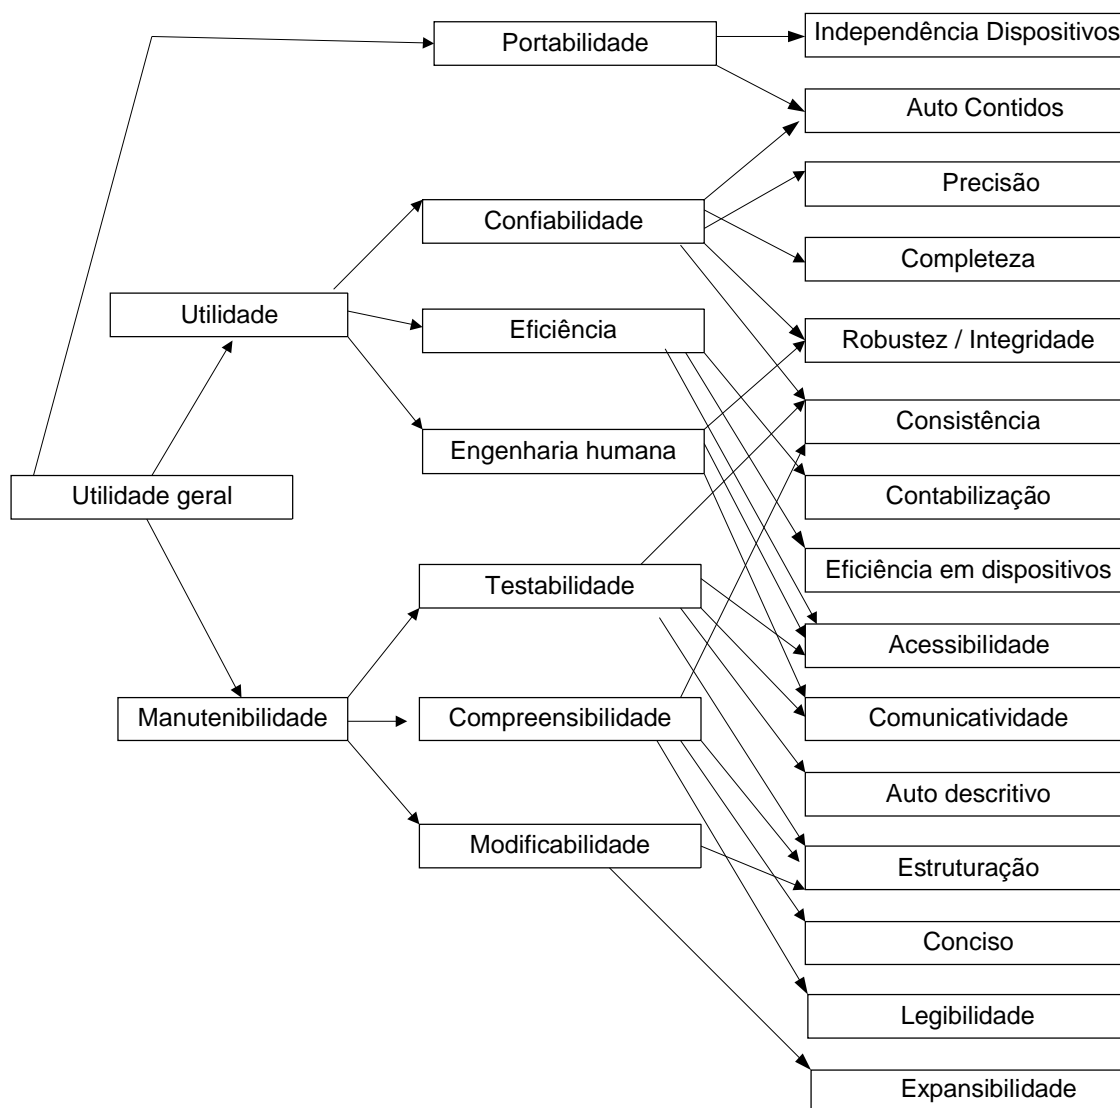 Portabilidade
Independência Dispositivos
Auto Contidos
Precisão
Confiabilidade
Completeza
Utilidade
Eficiência
Robustez / Integridade
Engenharia humana
Consistência
Utilidade geral
Contabilização
Testabilidade
Eficiência em dispositivos
Acessibilidade
Manutenibilidade
Compreensibilidade
Comunicatividade
Auto descritivo
Modificabilidade
Estruturação
Conciso
Legibilidade
Expansibilidade